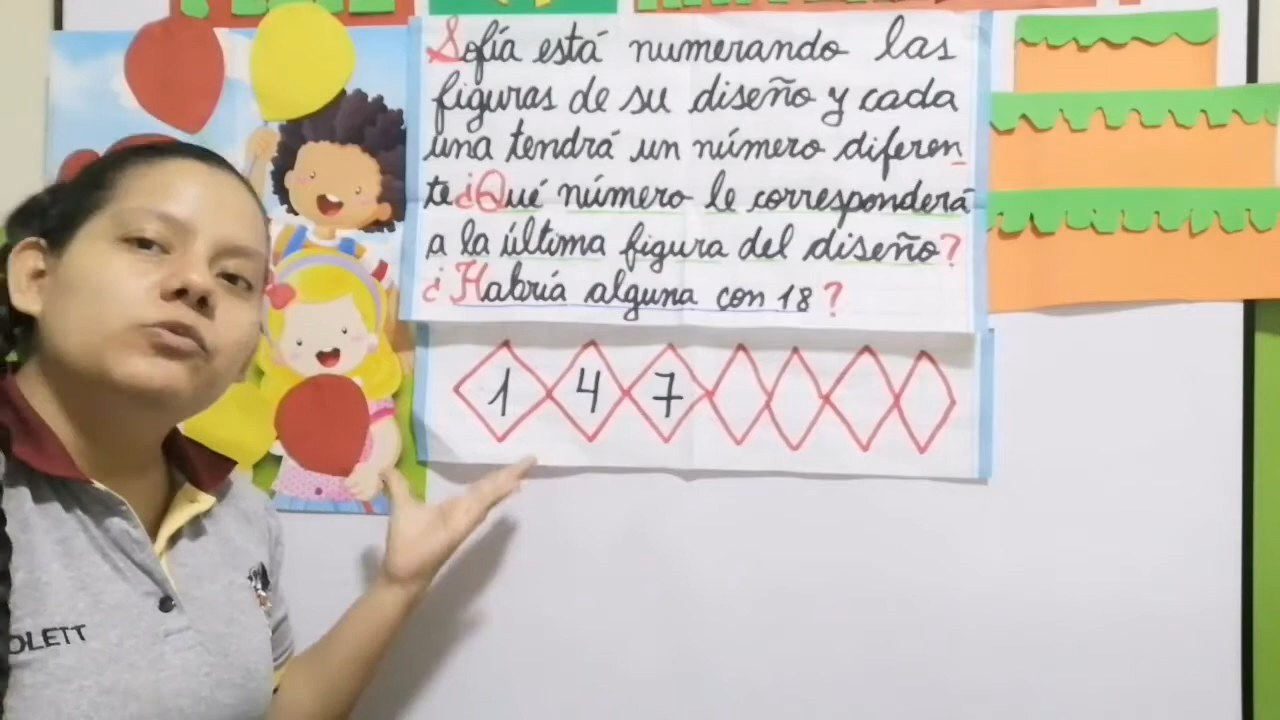 Sofía está numerando las
figuras de su diseño y cada
una tendrá un número diferen_
te ¿Qué número le corresponderá
a la última figura del diseño?
¿Habría alguna con 18?
1 4 7
OLETT